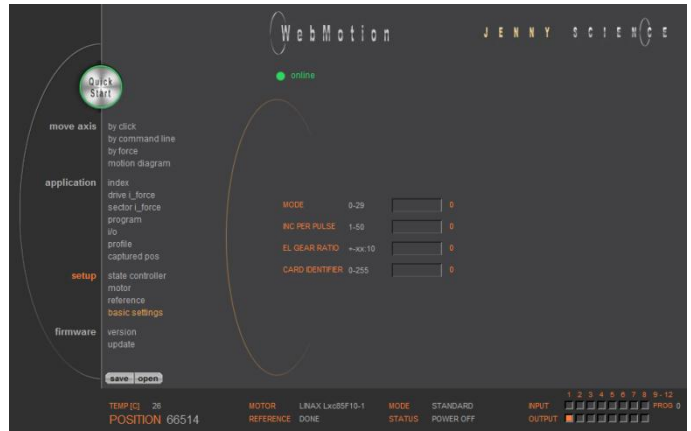 WebMotion
JENNY SCIENCE
online
Quick
Start
move axis
by click
by command line
by force
motion diagram
application
index
drive i_force
sector i_force
program
i/o
profile
captured pos
setup
state controller
motor
reference
basic settings
firmware
version
update
save open
MODE 0-29 0
INC PER PULSE 1-50 0
EL GEAR RATIO +-xx:10 0
CARD IDENTIFIER 0-255 0
TEMP [C] 26
POSITION 66514
MOTOR LINAX Lxc85F10-1
REFERENCE DONE
MODE STANDARD
STATUS POWER OFF
1 2 3 4 5 6 7 8 9-12
INPUT PROG 0
OUTPUT